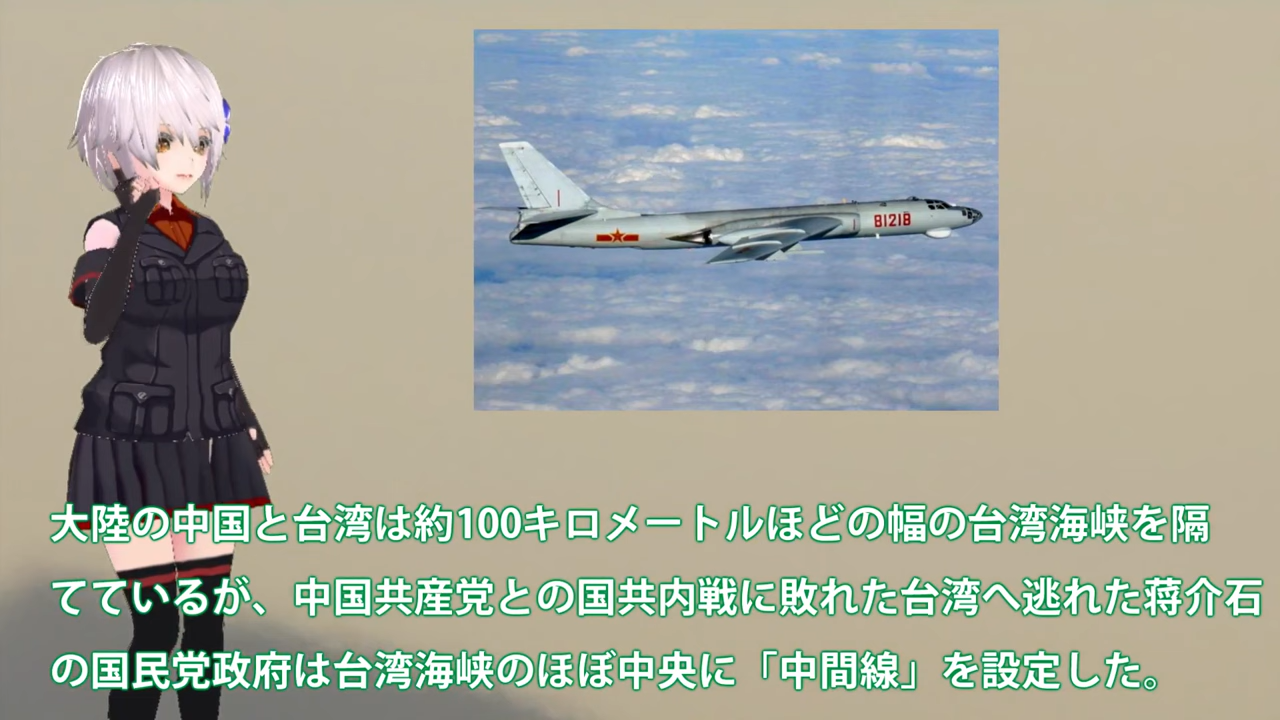 81218
大陸の中国と台湾は約100キロメートルほどの幅の台湾海峡を隔
てているが、中国共産党との国共内戦に敗れた台湾へ逃れた蒋介石
の国民党政府は台湾海峡のほぼ中央に「中間線」を設定した。